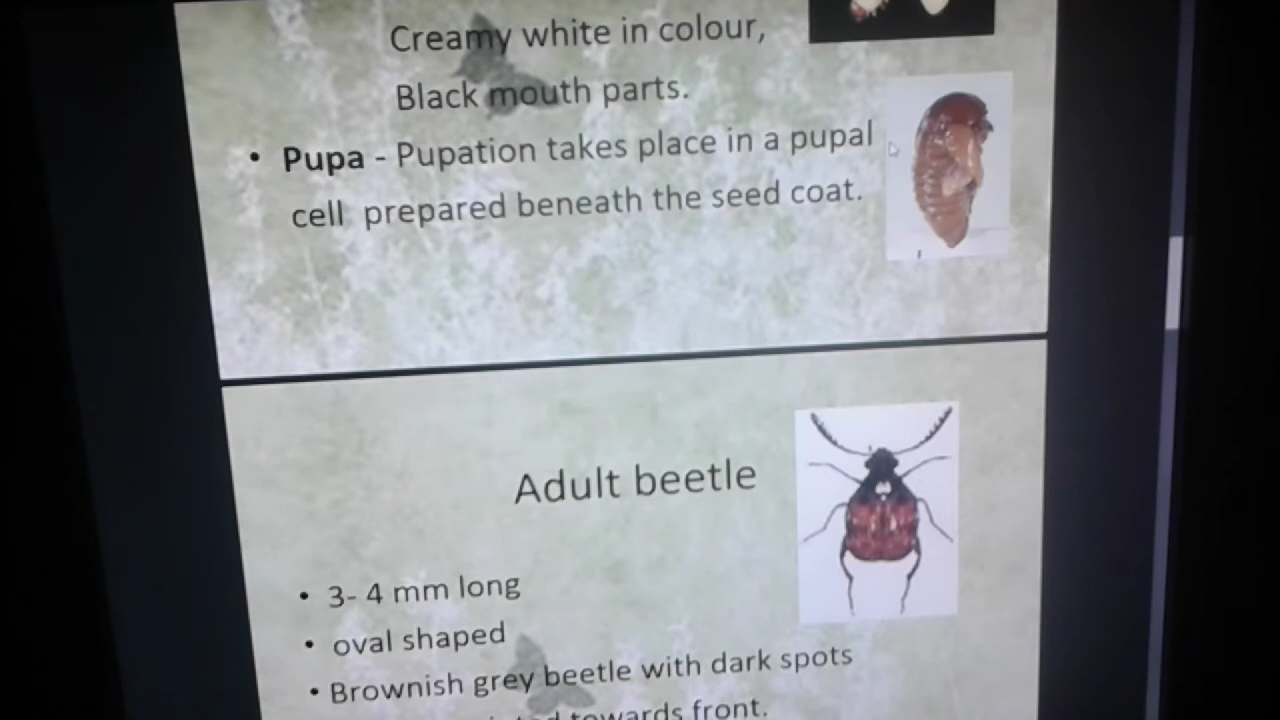 Creamy white in colour,
Black mouth parts.
• Pupa - Pupation takes place in a pupal
cell prepared beneath the seed coat.
Adult beetle
• 3- 4 mm long
• oval shaped
• Brownish grey beetle with dark spots
towards front.